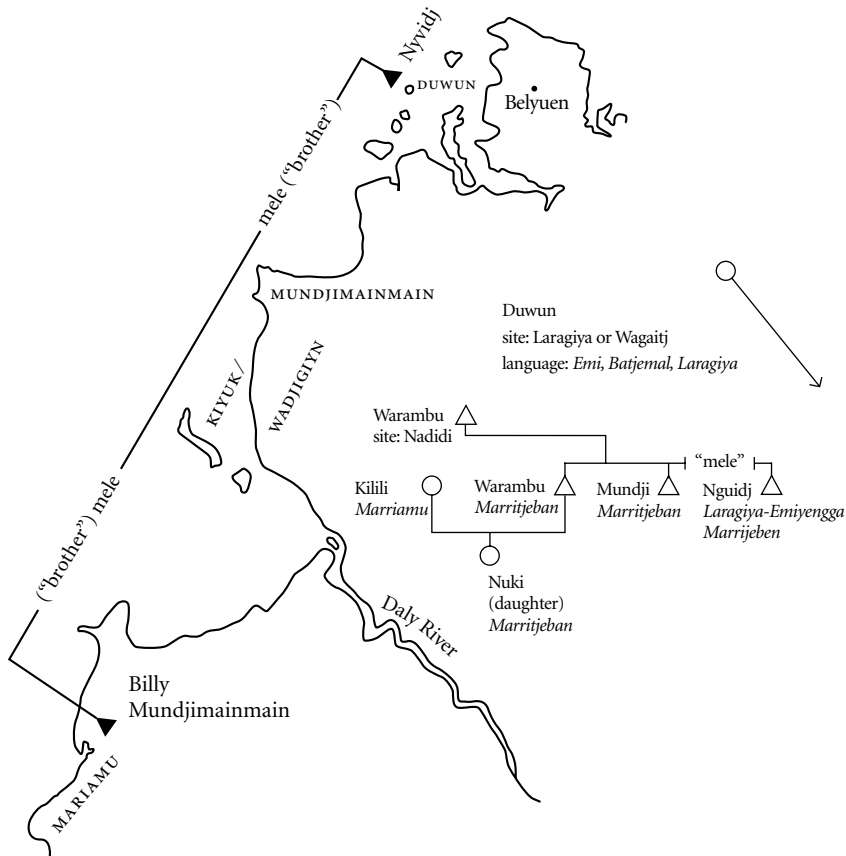 Nyvidj
DUWUN
Belyuen
mele (“brother”)
MUNDJIMAINMAIN
Duwun
site: Laragiya or Wagaitj
language: Emi, Batjemal, Laragiya
KIYUK/
WADJIGIYN
Warambu
site: Nadidi
“mele”
Kilili
Marriamu
Warambu
Marritjeban
Mundji
Marritjeban
Nguidj
Laragiya-Emiyengga
Marrijeben
(“brother”) mele
Nuki
(daughter)
Marritjeban
Daly River
Billy
Mundjimainmain
MARIAMU